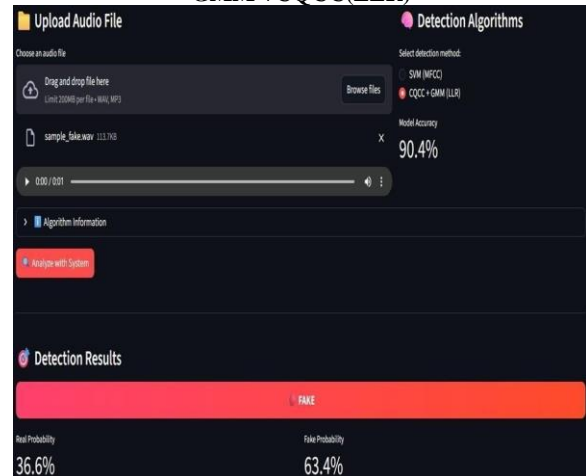 Upload Audio File
Choose an audio file
Drag and drop file here
Limit 200MB per file • WAV, MP3
Browse files
sample_fake.wav 113.7KB
X
0:00 / 0:01
Algorithm Information
Analyze with System
Detection Algorithms
Select detection method:
SVM (MFCC)
CQCC + GMM (LLR)
Model Accuracy
90.4%
Detection Results
FAKE
Real Probability
36.6%
Fake Probability
63.4%